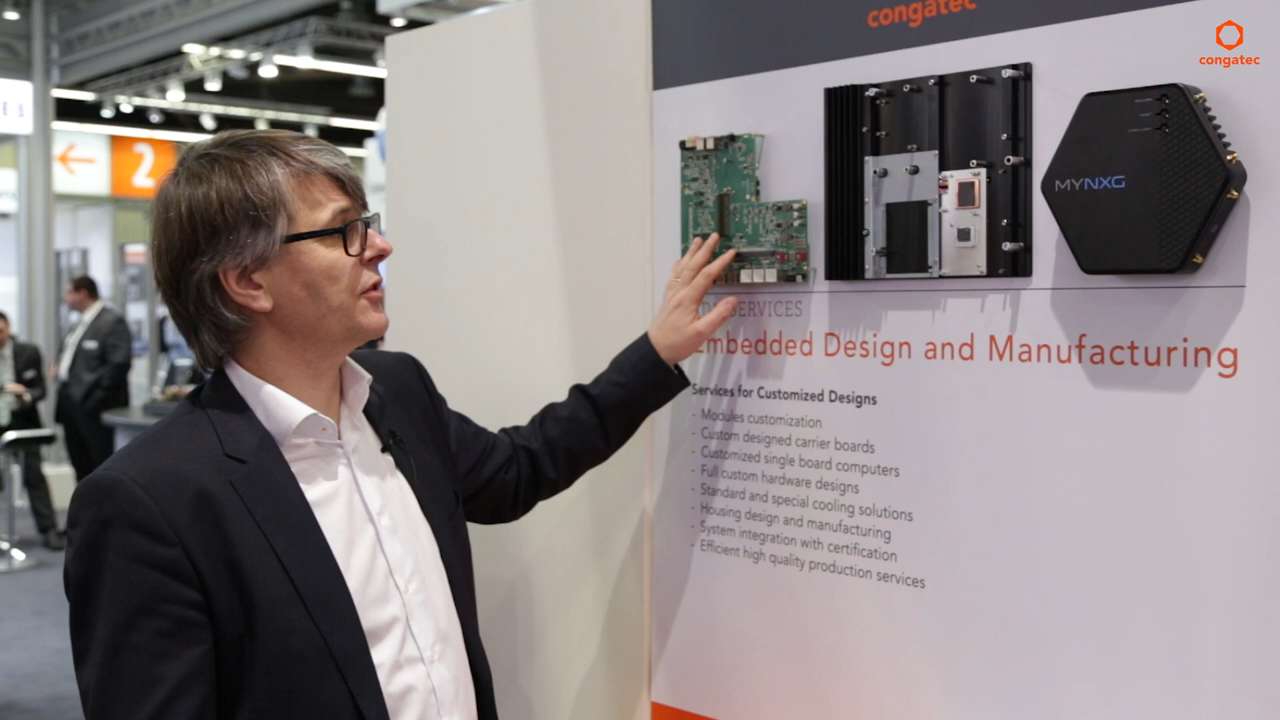 congatec
congatec
2
MYNXG
SERVICES
Embedded Design and Manufacturing
Services for Customized Designs
- Modules customization
- Custom designed carrier boards
- Customized single board computers
- Full custom hardware designs
- Standard and special cooling solutions
- Housing design and manufacturing
- System integration with certification
- Efficient high quality production services